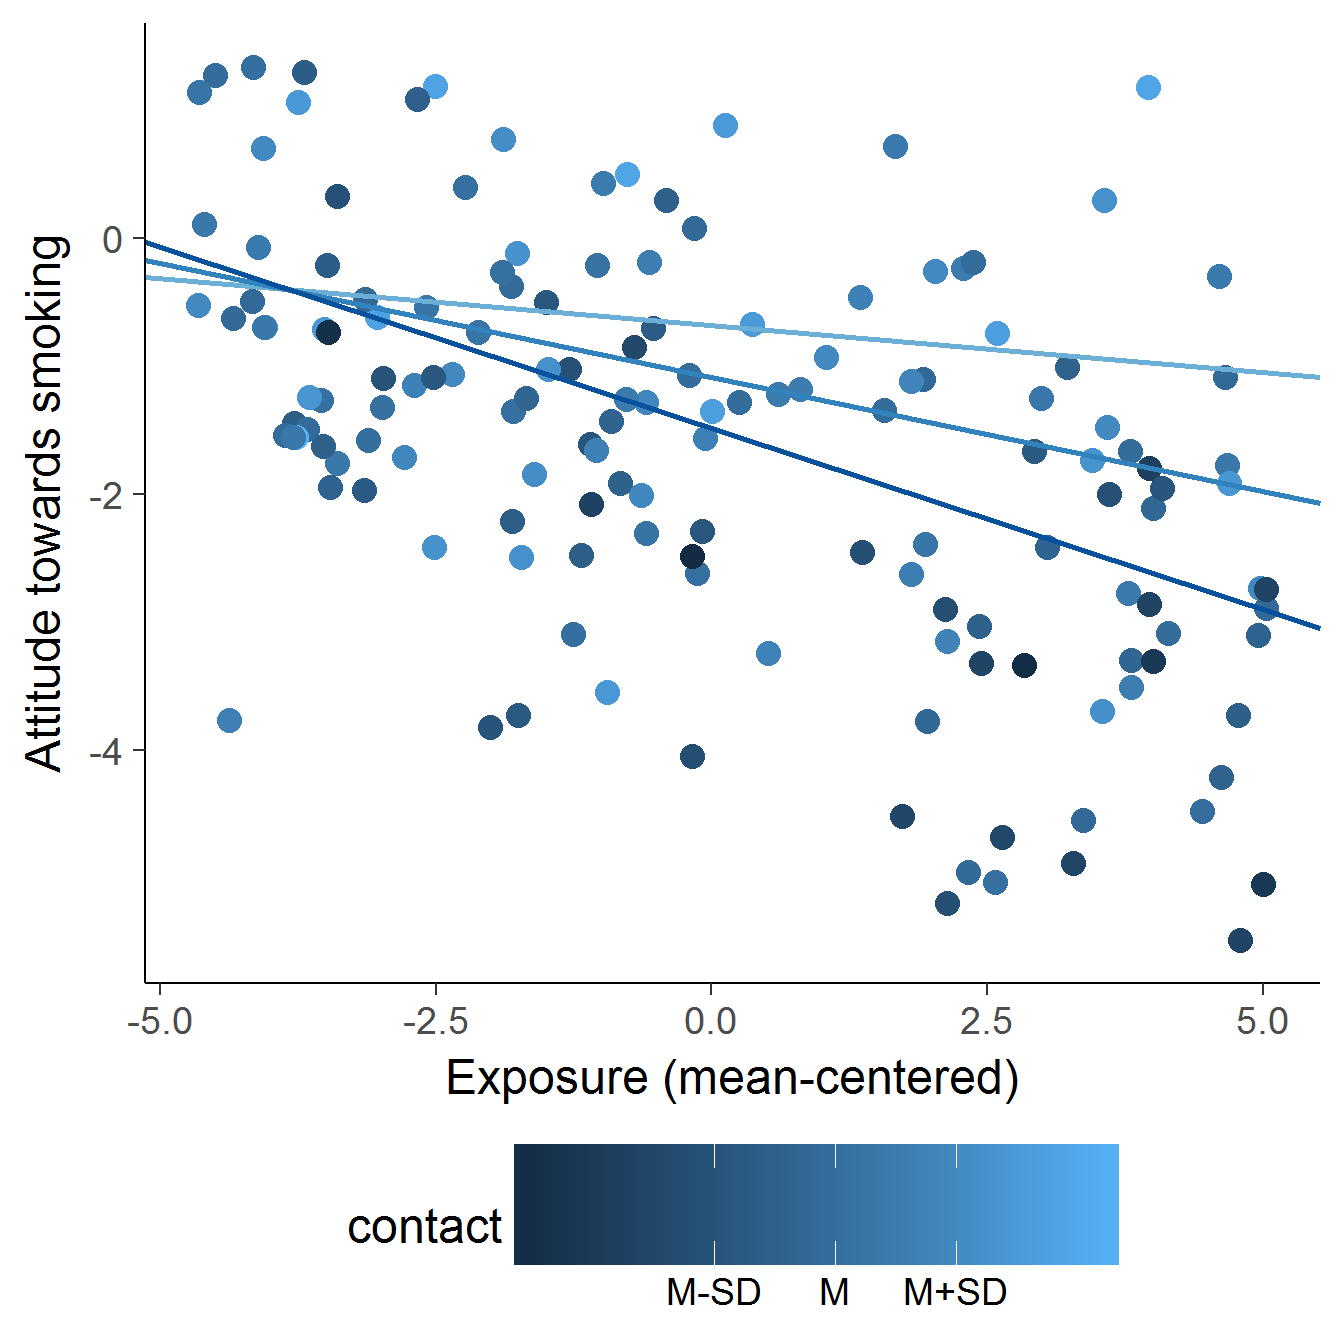 Attitude towards smoking
0
-2
-4
-5.0 -2.5 0.0 2.5 5.0
Exposure (mean-centered)
contact
M-SD M M+SD